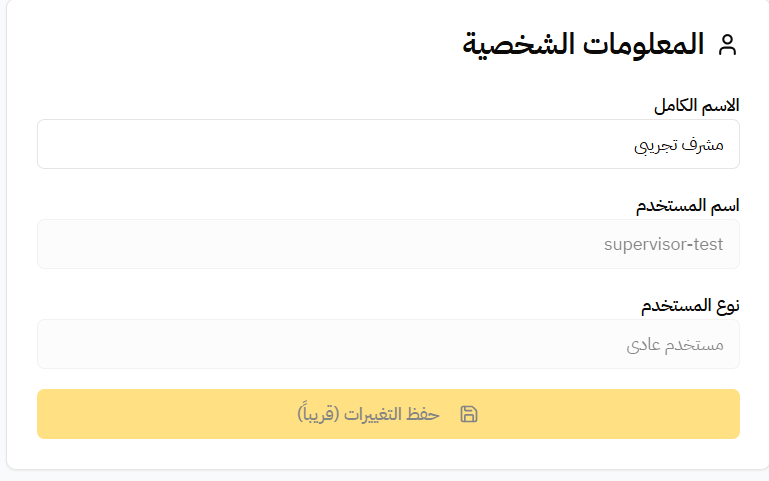 المعلومات الشخصية
الاسم الكامل
مشرف تجريبي
اسم المستخدم
supervisor-test
نوع المستخدم
مستخدم عادي
حفظ التغييرات (قريباً)